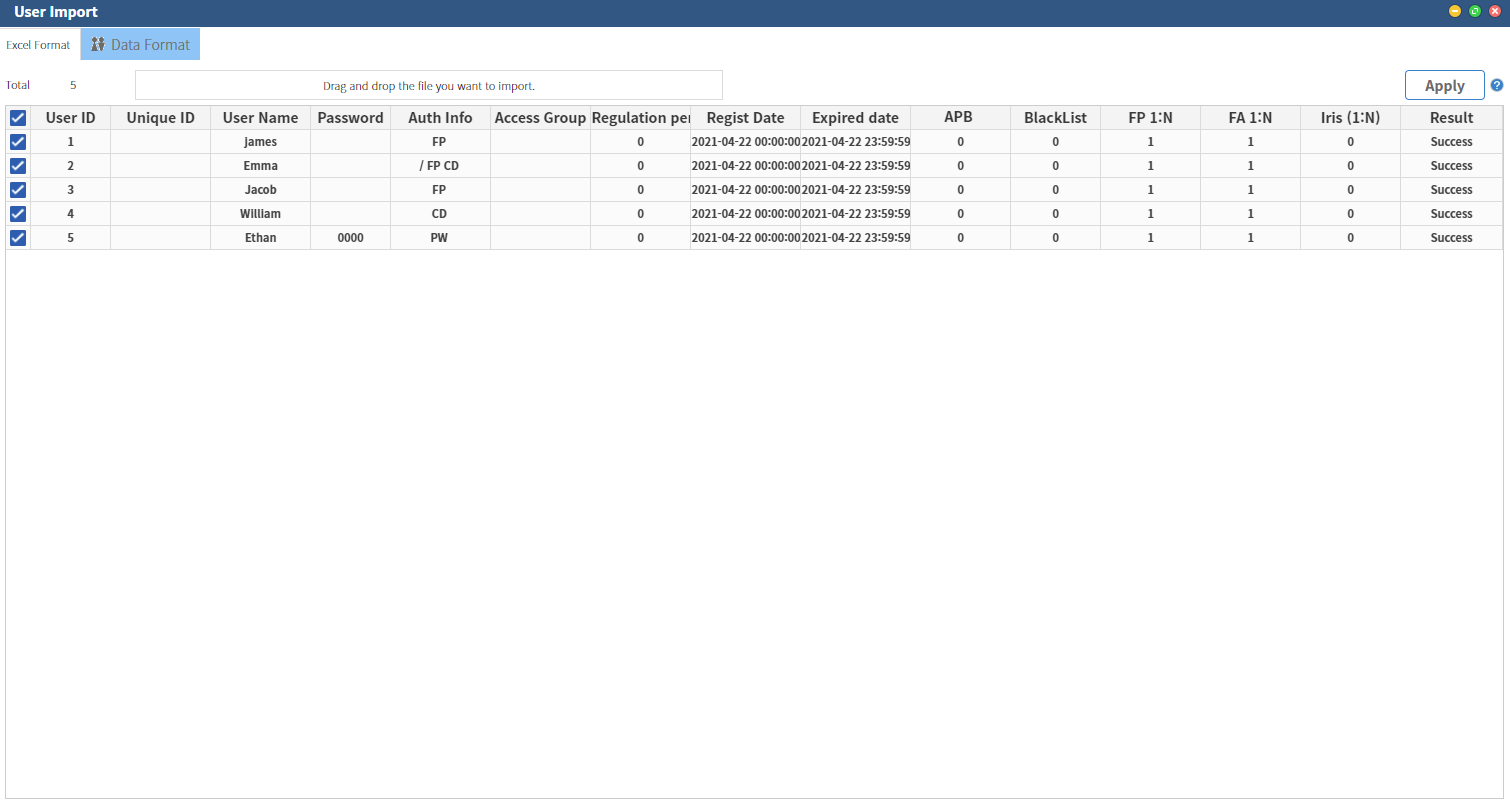 User Import
Excel Format Data Format
Total 5 Drag and drop the file you want to import. Apply ?
User ID Unique ID User Name Password Auth Info Access Group Regulation per Regist Date Expired date APB BlackList FP 1:N FA 1:N Iris (1:N) Result
1 James FP 0 2021-04-22 00:00:00 2021-04-22 23:59:59 0 0 1 1 0 Success
2 Emma / FP CD 0 2021-04-22 00:00:00 2021-04-22 23:59:59 0 0 1 1 0 Success
3 Jacob FP 0 2021-04-22 00:00:00 2021-04-22 23:59:59 0 0 1 1 0 Success
4 William CD 0 2021-04-22 00:00:00 2021-04-22 23:59:59 0 0 1 1 0 Success
5 Ethan 0000 PW 0 2021-04-22 00:00:00 2021-04-22 23:59:59 0 0 1 1 0 Success